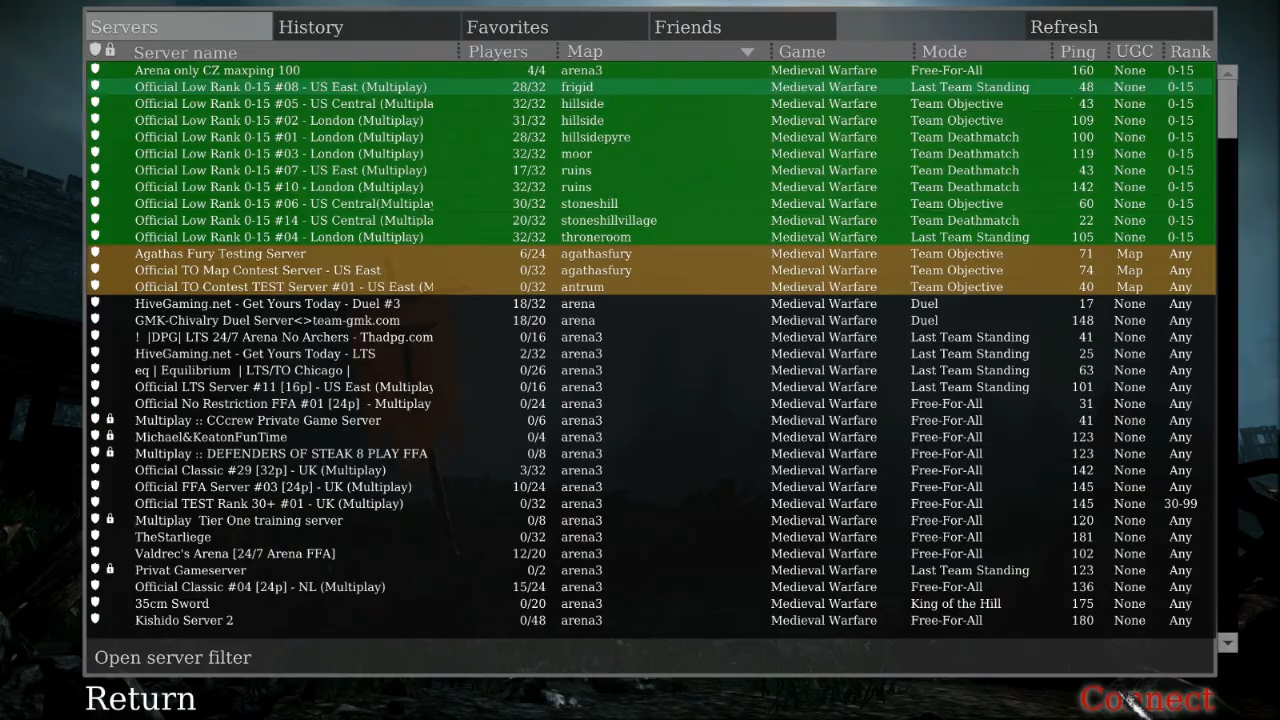 Servers History Favorites Friends Refresh
Server name Players Map Game Mode Ping UGC Rank
Arena only CZ maxping 100 4/4 arena3 Medieval Warfare Free-For-All 160 None 0-15
Official Low Rank 0-15 #08 - US East (Multiplay) 28/32 frigid Medieval Warfare Last Team Standing 48 None 0-15
Official Low Rank 0-15 #05 - US Central (Multipla 32/32 hillside Medieval Warfare Team Objective 43 None 0-15
Official Low Rank 0-15 #02 - London (Multiplay) 31/32 hillside Medieval Warfare Team Objective 109 None 0-15
Official Low Rank 0-15 #01 - London (Multiplay) 28/32 hillsidepyre Medieval Warfare Team Deathmatch 100 None 0-15
Official Low Rank 0-15 #03 - London (Multiplay) 32/32 moor Medieval Warfare Team Deathmatch 119 None 0-15
Official Low Rank 0-15 #07 - US East (Multiplay) 17/32 ruins Medieval Warfare Team Deathmatch 43 None 0-15
Official Low Rank 0-15 #10 - London (Multiplay) 32/32 ruins Medieval Warfare Team Deathmatch 142 None 0-15
Official Low Rank 0-15 #06 - US Central(Multiplay 30/32 stoneshill Medieval Warfare Team Objective 60 None 0-15
Official Low Rank 0-15 #14 - US Central (Multipla 20/32 stoneshillvillage Medieval Warfare Team Deathmatch 22 None 0-15
Official Low Rank 0-15 #04 - London (Multiplay) 32/32 throneroom Medieval Warfare Last Team Standing 105 None 0-15
Agathas Fury Testing Server 6/24 agathasfury Medieval Warfare Team Objective 71 Map Any
Official TO Map Contest Server - US East 0/32 agathasfury Medieval Warfare Team Objective 74 Map Any
Official TO Contest TEST Server #01 - US East (M 0/32 antrum Medieval Warfare Team Objective 40 Map Any
HiveGaming.net - Get Yours Today - Duel #3 18/32 arena Medieval Warfare Duel 17 None Any
GMK-Chivalry Duel Server<>team-gmk.com 18/20 arena Medieval Warfare Duel 148 None Any
! |DPG| LTS 24/7 Arena No Archers - Thadpg.com 0/16 arena3 Medieval Warfare Last Team Standing 41 None Any
HiveGaming.net - Get Yours Today - LTS 2/32 arena3 Medieval Warfare Last Team Standing 25 None Any
eq | Equilibrium | LTS/TO Chicago | 0/26 arena3 Medieval Warfare Last Team Standing 63 None Any
Official LTS Server #11 [16p] - US East (Multiplay 0/16 arena3 Medieval Warfare Last Team Standing 101 None Any
Official No Restriction FFA #01 [24p] - Multiplay 0/24 arena3 Medieval Warfare Free-For-All 31 None Any
Multiplay :: CCcrew Private Game Server 0/6 arena3 Medieval Warfare Free-For-All 41 None Any
Michael&KeatonFunTime 0/4 arena3 Medieval Warfare Free-For-All 123 None Any
Multiplay :: DEFENDERS OF STEAK 8 PLAY FFA 0/8 arena3 Medieval Warfare Free-For-All 123 None Any
Official Classic #29 [32p] - UK (Multiplay) 3/32 arena3 Medieval Warfare Free-For-All 142 None Any
Official FFA Server #03 [24p] - UK (Multiplay) 10/24 arena3 Medieval Warfare Free-For-All 145 None Any
Official TEST Rank 30+ #01 - UK (Multiplay) 0/32 arena3 Medieval Warfare Free-For-All 145 None 30-99
Multiplay Tier One training server 0/8 arena3 Medieval Warfare Free-For-All 120 None Any
TheStarliege 0/32 arena3 Medieval Warfare Free-For-All 181 None Any
Valdrec's Arena [24/7 Arena FFA] 12/20 arena3 Medieval Warfare Free-For-All 102 None Any
Privat Gameserver 0/2 arena3 Medieval Warfare Last Team Standing 123 None Any
Official Classic #04 [24p] - NL (Multiplay) 15/24 arena3 Medieval Warfare Free-For-All 136 None Any
35cm Sword 0/20 arena3 Medieval Warfare King of the Hill 175 None Any
Kishido Server 2 0/48 arena3 Medieval Warfare Free-For-All 180 None Any
Open server filter
Return Connect